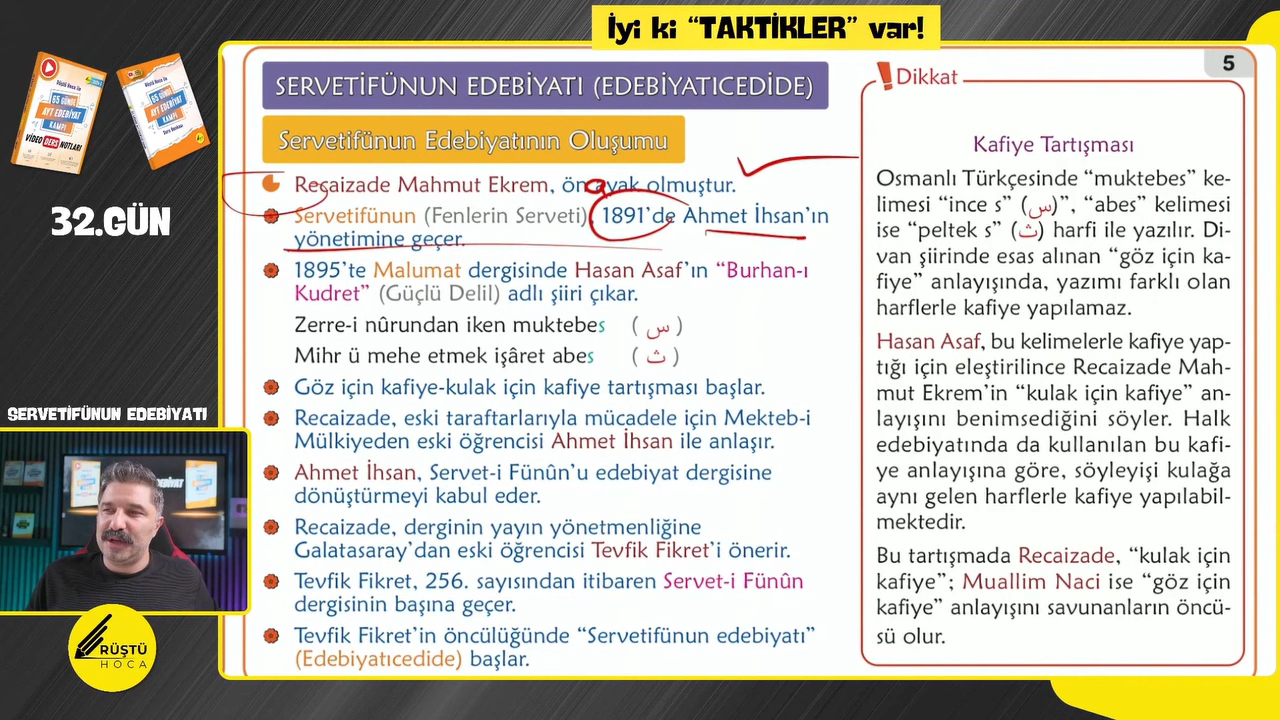 İyi ki “TAKTİKLER” var!
32.GÜN
SERVETİFÜNUN EDEBİYATI
RÜŞTÜ
HOCA
SERVETİFÜNUN EDEBİYATI (EDEBİYATICEDİDE)
Servetifünun Edebiyatının Oluşumu
Recaizade Mahmut Ekrem, ön ayak olmuştur.
Servetifünun (Fenlerin Serveti), 1891’de Ahmet İhsan’ın
yönetimine geçer.
1895’te Malumat dergisinde Hasan Asaf’ın “Burhan-ı
Kudret” (Güçlü Delil) adlı şiiri çıkar.
Zerre-i nûrundan iken muktebes (س)
Mihr ü mehe etmek işâret abes (ث)
Göz için kafiye-kulak için kafiye tartışması başlar.
Recaizade, eski taraftarlarıyla mücadele için Mekteb-i
Mülkiyeden eski öğrencisi Ahmet İhsan ile anlaşır.
Ahmet İhsan, Servet-i Fünûn’u edebiyat dergisine
dönüştürmeyi kabul eder.
Recaizade, derginin yayın yönetmenliğine
Galatasaray’dan eski öğrencisi Tevfik Fikret’i önerir.
Tevfik Fikret, 256. sayısından itibaren Servet-i Fünûn
dergisinin başına geçer.
Tevfik Fikret’in öncülüğünde “Servetifünun edebiyatı”
(Edebiyatıcedide) başlar.
5
Dikkat
Kafiye Tartışması
Osmanlı Türkçesinde “muktebes” ke-
limesi “ince s” (س)”, “abes” kelimesi
ise “peltek s” (ث) harfi ile yazılır. Di-
van şiirinde esas alınan “göz için ka-
fiye” anlayışında, yazımı farklı olan
harflerle kafiye yapılamaz.
Hasan Asaf, bu kelimelerle kafiye yap-
tığı için eleştirilince Recaizade Mah-
mut Ekrem’in “kulak için kafiye” an-
layışını benimsediğini söyler. Halk
edebiyatında da kullanılan bu kafi-
ye anlayışına göre, söyleyişi kulağa
aynı gelen harflerle kafiye yapılabil-
mektedir.
Bu tartışmada Recaizade, “kulak için
kafiye”; Muallim Naci ise “göz için
kafiye” anlayışını savunanların öncü-
sü olur.